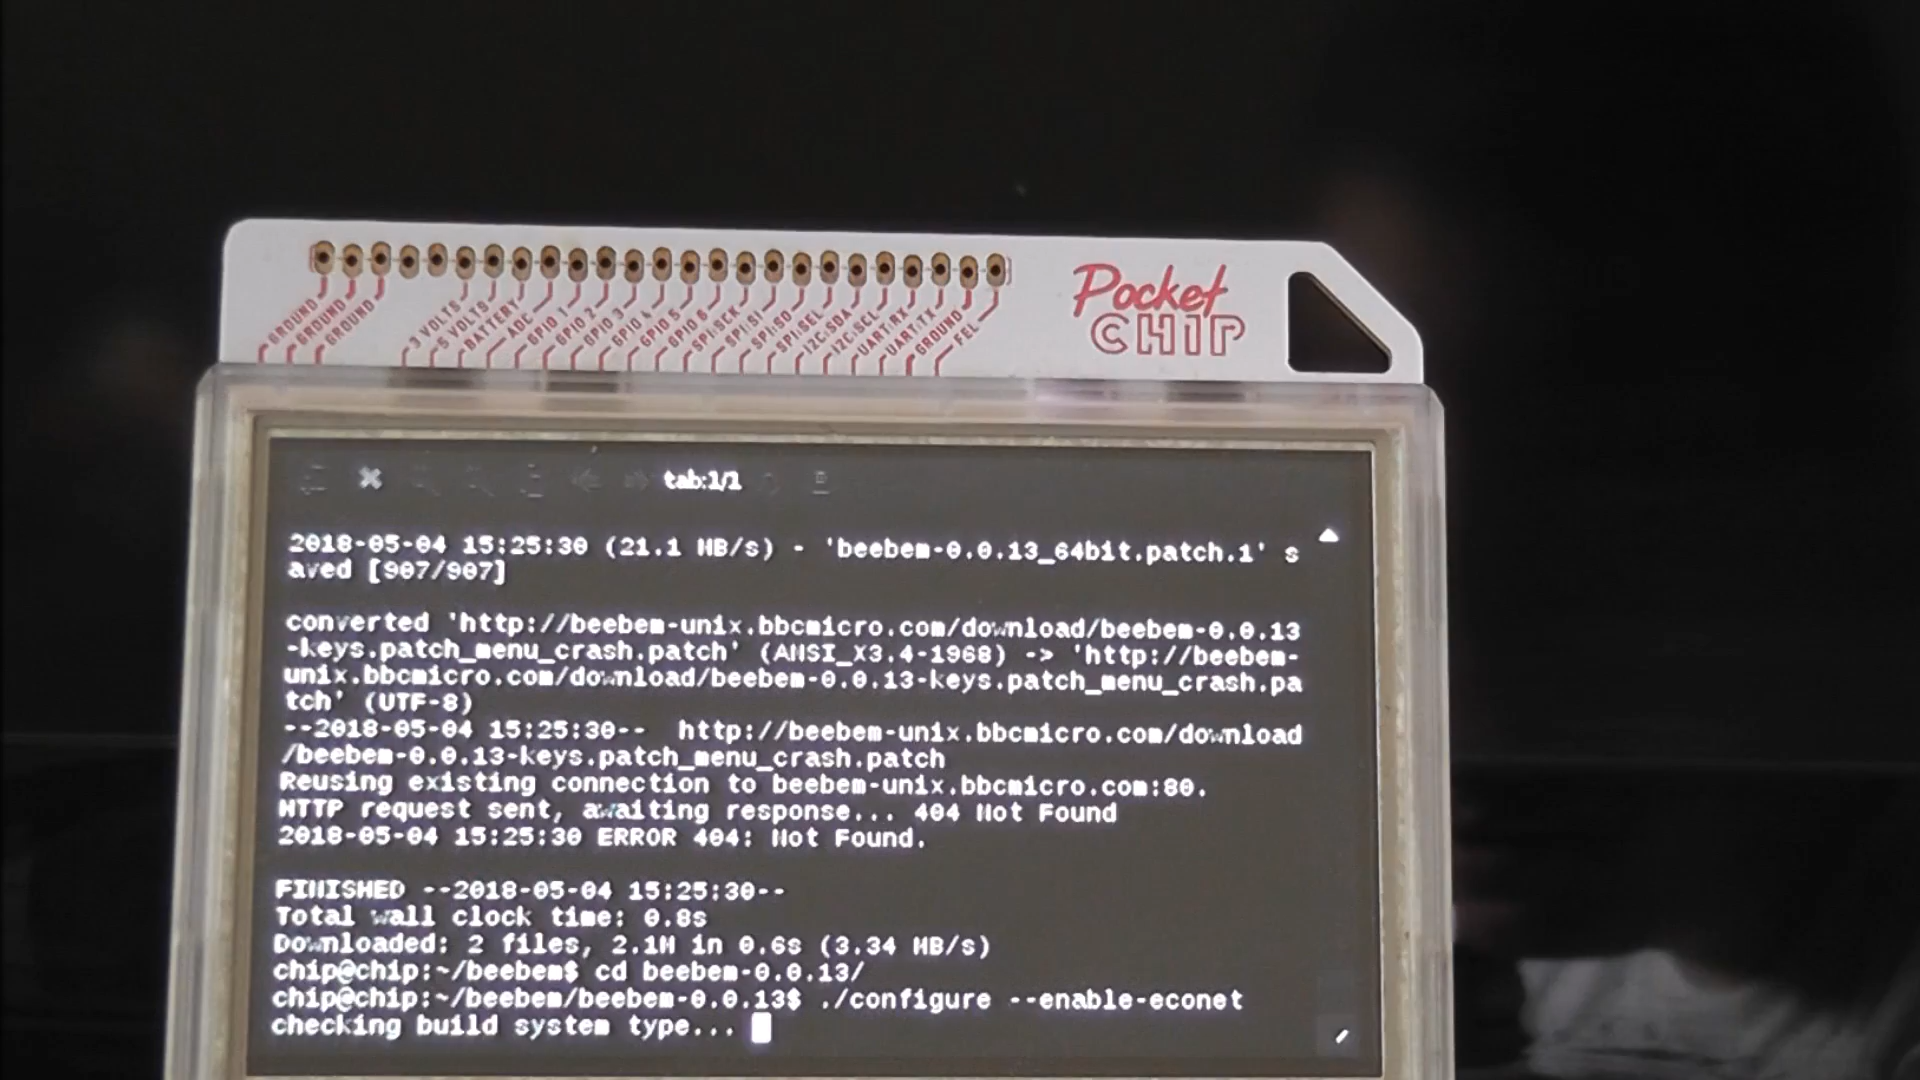 Pocket
CHIP
GROUND
GROUND
GROUND
3 VOLTS
5 VOLTS
BATTERY
ADC
GPIO 1
GPIO 2
GPIO 3
GPIO 4
GPIO 5
GPIO 6
SPI:SCK
SPI:SI
SPI:SO
SPI:SEL
I2C:SDA
I2C:SCL
UART:RX
UART:TX
GROUND
FEL
tab:1/1
2018-05-04 15:25:30 (21.1 MB/s) - 'beebem-0.0.13_64bit.patch.1' s
aved [907/907]
converted 'http://beebem-unix.bbcmicro.com/download/beebem-0.0.13
-keys.patch_menu_crash.patch' (ANSI_X3.4-1968) -> 'http://beebem-
unix.bbcmicro.com/download/beebem-0.0.13-keys.patch_menu_crash.pa
tch' (UTF-8)
--2018-05-04 15:25:30--  http://beebem-unix.bbcmicro.com/download
/beebem-0.0.13-keys.patch_menu_crash.patch
Reusing existing connection to beebem-unix.bbcmicro.com:80.
HTTP request sent, awaiting response... 404 Not Found
2018-05-04 15:25:30 ERROR 404: Not Found.
FINISHED --2018-05-04 15:25:30--
Total wall clock time: 0.8s
Downloaded: 2 files, 2.1M in 0.6s (3.34 MB/s)
chip@chip:~/beebem$ cd beebem-0.0.13/
chip@chip:~/beebem/beebem-0.0.13$ ./configure --enable-econet
checking build system type...